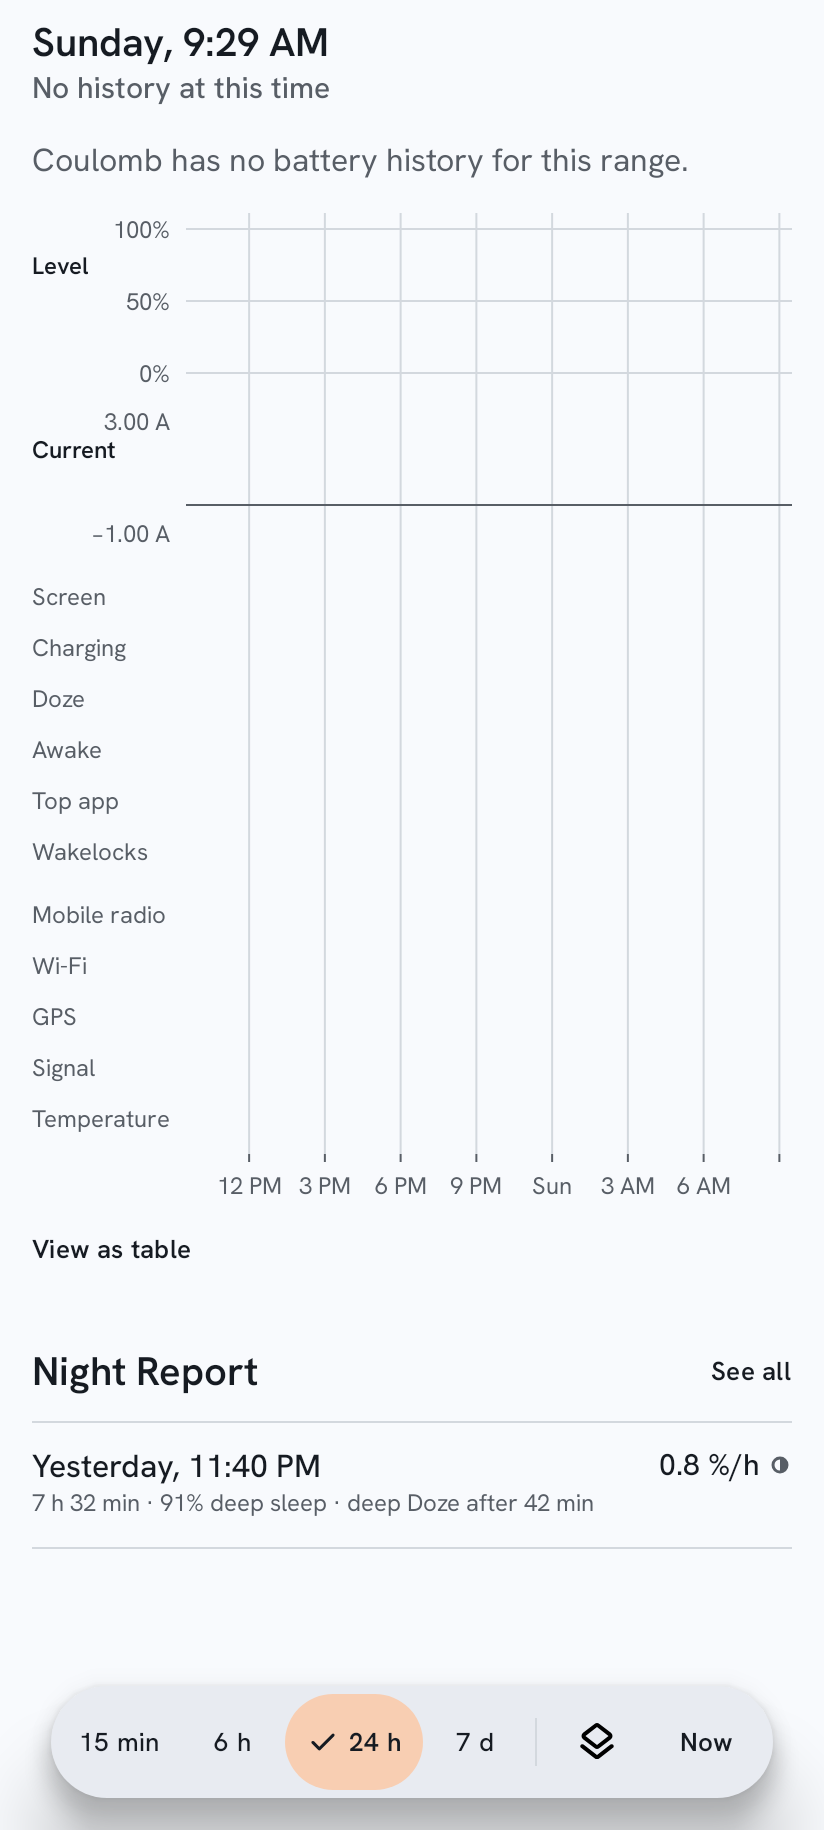 Sunday, 9:29 AM
No history at this time
Coulomb has no battery history for this range.
100%
Level
50%
0%
3.00 A
Current
−1.00 A
Screen
Charging
Doze
Awake
Top app
Wakelocks
Mobile radio
Wi-Fi
GPS
Signal
Temperature
12 PM 3 PM 6 PM 9 PM Sun 3 AM 6 AM
View as table
Night Report See all
Yesterday, 11:40 PM 0.8 %/h
7 h 32 min · 91% deep sleep · deep Doze after 42 min
15 min 6 h 24 h 7 d Now